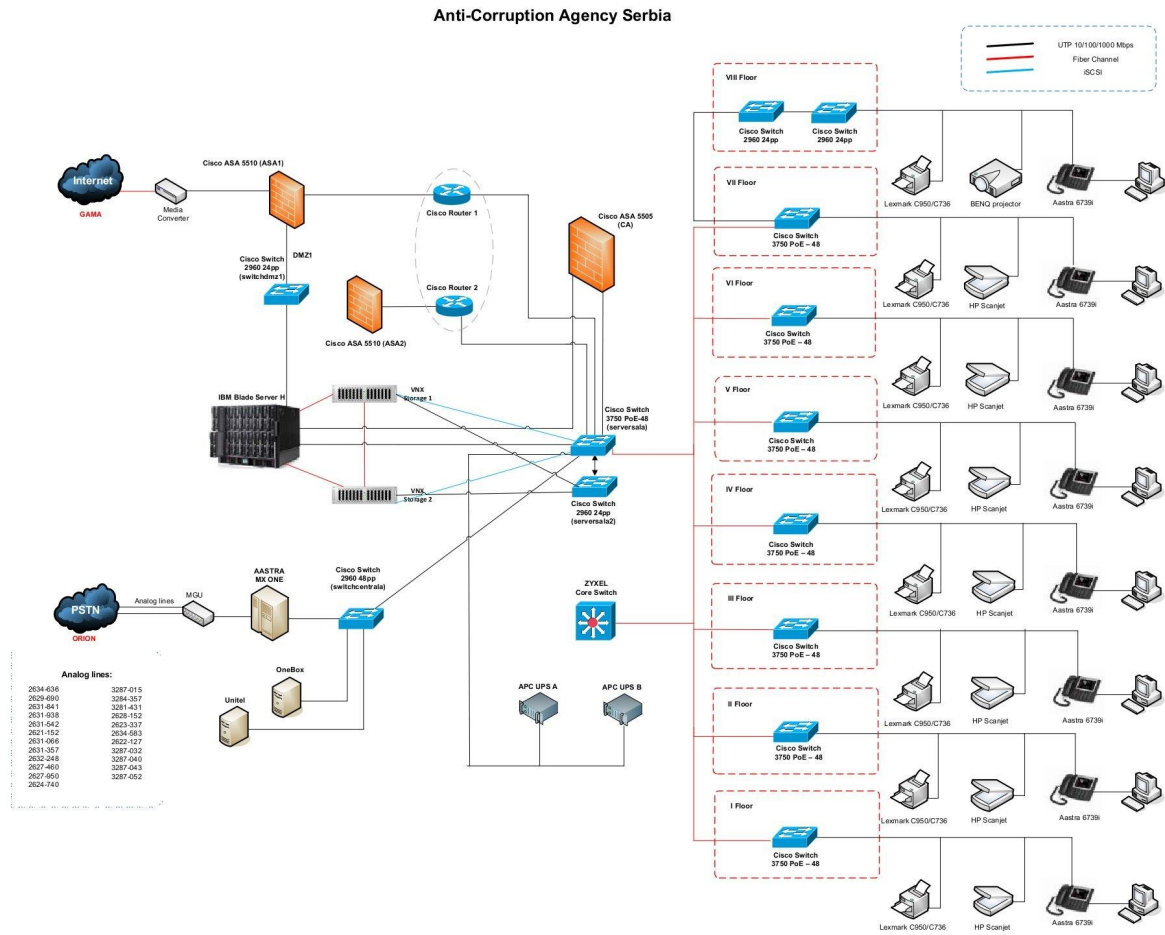 Anti-Corruption Agency Serbia
UTP 10/100/1000 Mbps
Fiber Channel
iSCSI
Internet
GAMA
Media
Converter
Cisco ASA 5510 (ASA1)
Cisco Router 1
Cisco ASA 5505
(CA)
DMZ1
Cisco Switch
2960 24pp
(switchdmz1)
Cisco Router 2
Cisco ASA 5510 (ASA2)
IBM Blade Server H
VNX
Storage 1
Cisco Switch
3750 PoE-48
(serversala)
VNX
Storage 2
Cisco Switch
2960 24pp
(serversala2)
PSTN
ORION
Analog lines
MGU
AASTRA
MX ONE
Cisco Switch
2960 48pp
(switchcentrala)
OneBox
Unitel
ZYXEL
Core Switch
APC UPS A
APC UPS B
Analog lines:
2634-636
2629-690
2631-841
2631-938
2631-542
2621-152
2631-066
2631-357
2632-248
2627-460
2627-950
2624-740
3287-015
3284-357
3281-431
2628-152
2623-337
2634-583
2622-127
3287-032
3287-040
3287-043
3287-052
VIII Floor
Cisco Switch
2960 24pp
Cisco Switch
2960 24pp
Lexmark C950/C736
BENQ projector
Aastra 6739i
VII Floor
Cisco Switch
3750 PoE – 48
Lexmark C950/C736
HP Scanjet
Aastra 6739i
VI Floor
Cisco Switch
3750 PoE – 48
Lexmark C950/C736
HP Scanjet
Aastra 6739i
V Floor
Cisco Switch
3750 PoE – 48
Lexmark C950/C736
HP Scanjet
Aastra 6739i
IV Floor
Cisco Switch
3750 PoE – 48
Lexmark C950/C736
HP Scanjet
Aastra 6739i
III Floor
Cisco Switch
3750 PoE – 48
Lexmark C950/C736
HP Scanjet
Aastra 6739i
II Floor
Cisco Switch
3750 PoE – 48
Lexmark C950/C736
HP Scanjet
Aastra 6739i
I Floor
Cisco Switch
3750 PoE – 48
Lexmark C950/C736
HP Scanjet
Aastra 6739i